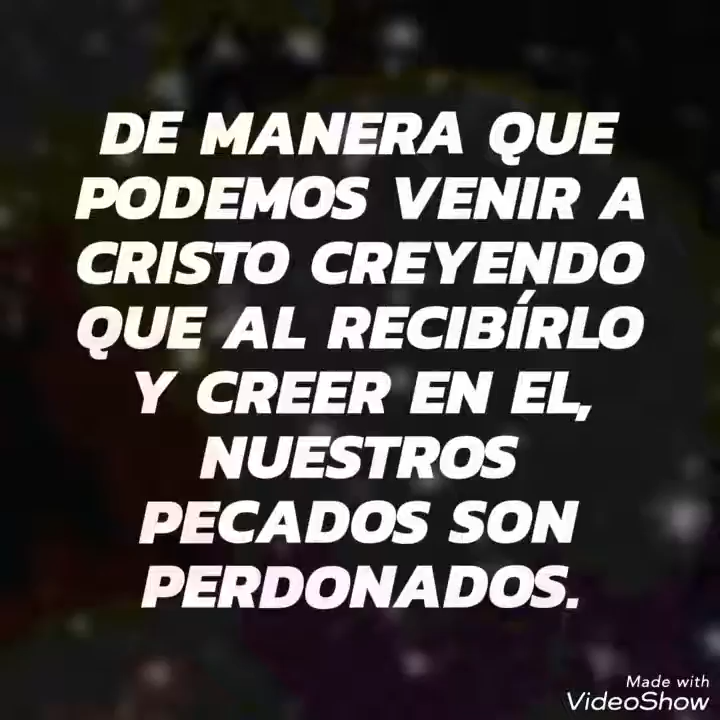 DE MANERA QUE
PODEMOS VENIR A
CRISTO CREYENDO
QUE AL RECIBÍRLO
Y CREER EN EL,
NUESTROS
PECADOS SON
PERDONADOS.
Made with
VideoShow